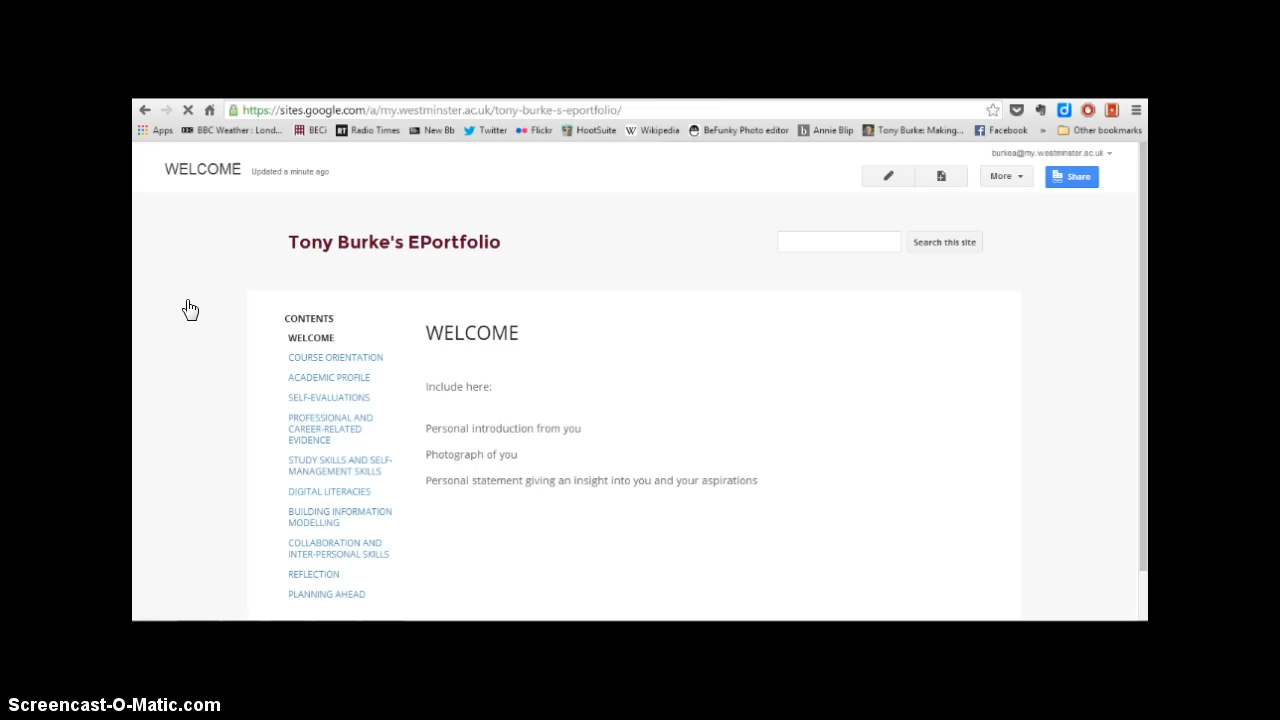 https://sites.google.com/a/my.westminster.ac.uk/tony-burke-s-eportfolio/
Apps BBC Weather : Lond... BECi Radio Times New Bb Twitter Flickr HootSuite Wikipedia BeFunky Photo editor Annie Blip Tony Burke: Making... Facebook » Other bookmarks
burkea@my.westminster.ac.uk
WELCOME Updated a minute ago
More Share
Tony Burke's EPortfolio
Search this site
CONTENTS
WELCOME
COURSE ORIENTATION
ACADEMIC PROFILE
SELF-EVALUATIONS
PROFESSIONAL AND
CAREER-RELATED
EVIDENCE
STUDY SKILLS AND SELF-
MANAGEMENT SKILLS
DIGITAL LITERACIES
BUILDING INFORMATION
MODELLING
COLLABORATION AND
INTER-PERSONAL SKILLS
REFLECTION
PLANNING AHEAD
WELCOME
Include here:
Personal introduction from you
Photograph of you
Personal statement giving an insight into you and your aspirations
Screencast-O-Matic.com